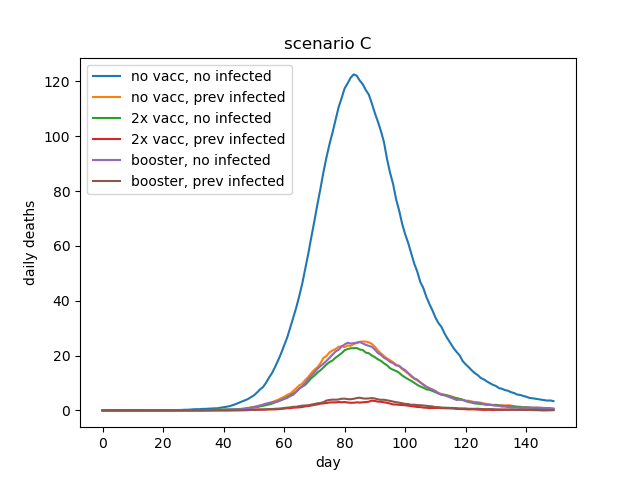 scenario C
no vacc, no infected
no vacc, prev infected
2x vacc, no infected
2x vacc, prev infected
booster, no infected
booster, prev infected
daily deaths
120
100
80
60
40
20
0
0 20 40 60 80 100 120 140
day